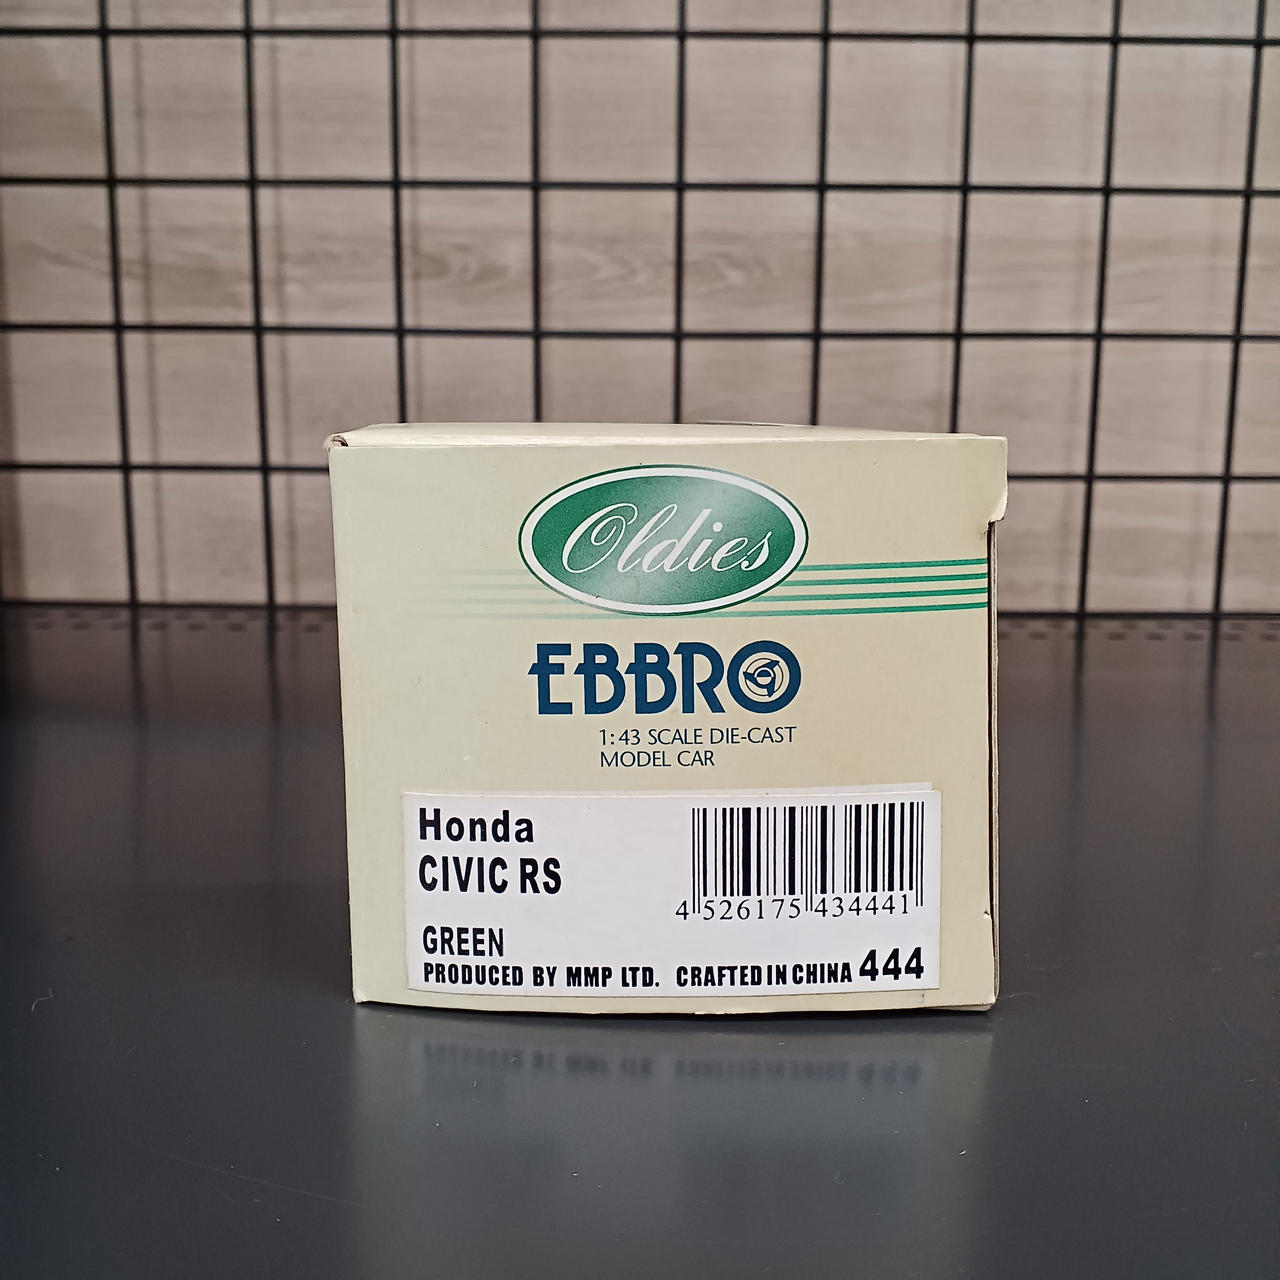 Oldies
EBBRO
1:43 SCALE DIE-CAST
MODEL CAR
Honda
CIVIC RS
4 526175 434441
GREEN
PRODUCED BY MMP LTD. CRAFTED IN CHINA 444